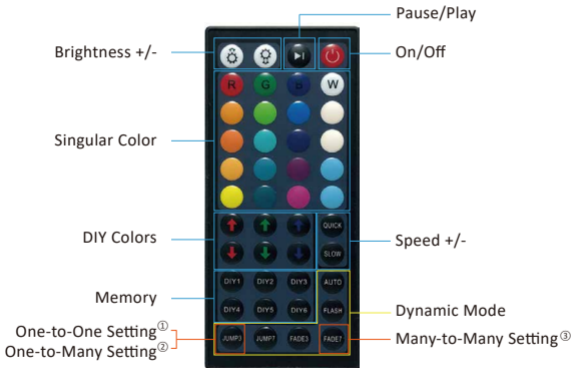 Pause/Play
Brightness +/-
On/Off
R G B W
Singular Color
DIY Colors
QUICK
Speed +/-
SLOW
DIY1 DIY2 DIY3 AUTO
Memory
DIY4 DIY5 DIY6 FLASH
Dynamic Mode
One-to-One Setting①
One-to-Many Setting②
JUMP3 JUMP7 FADE3 FADE7
Many-to-Many Setting③